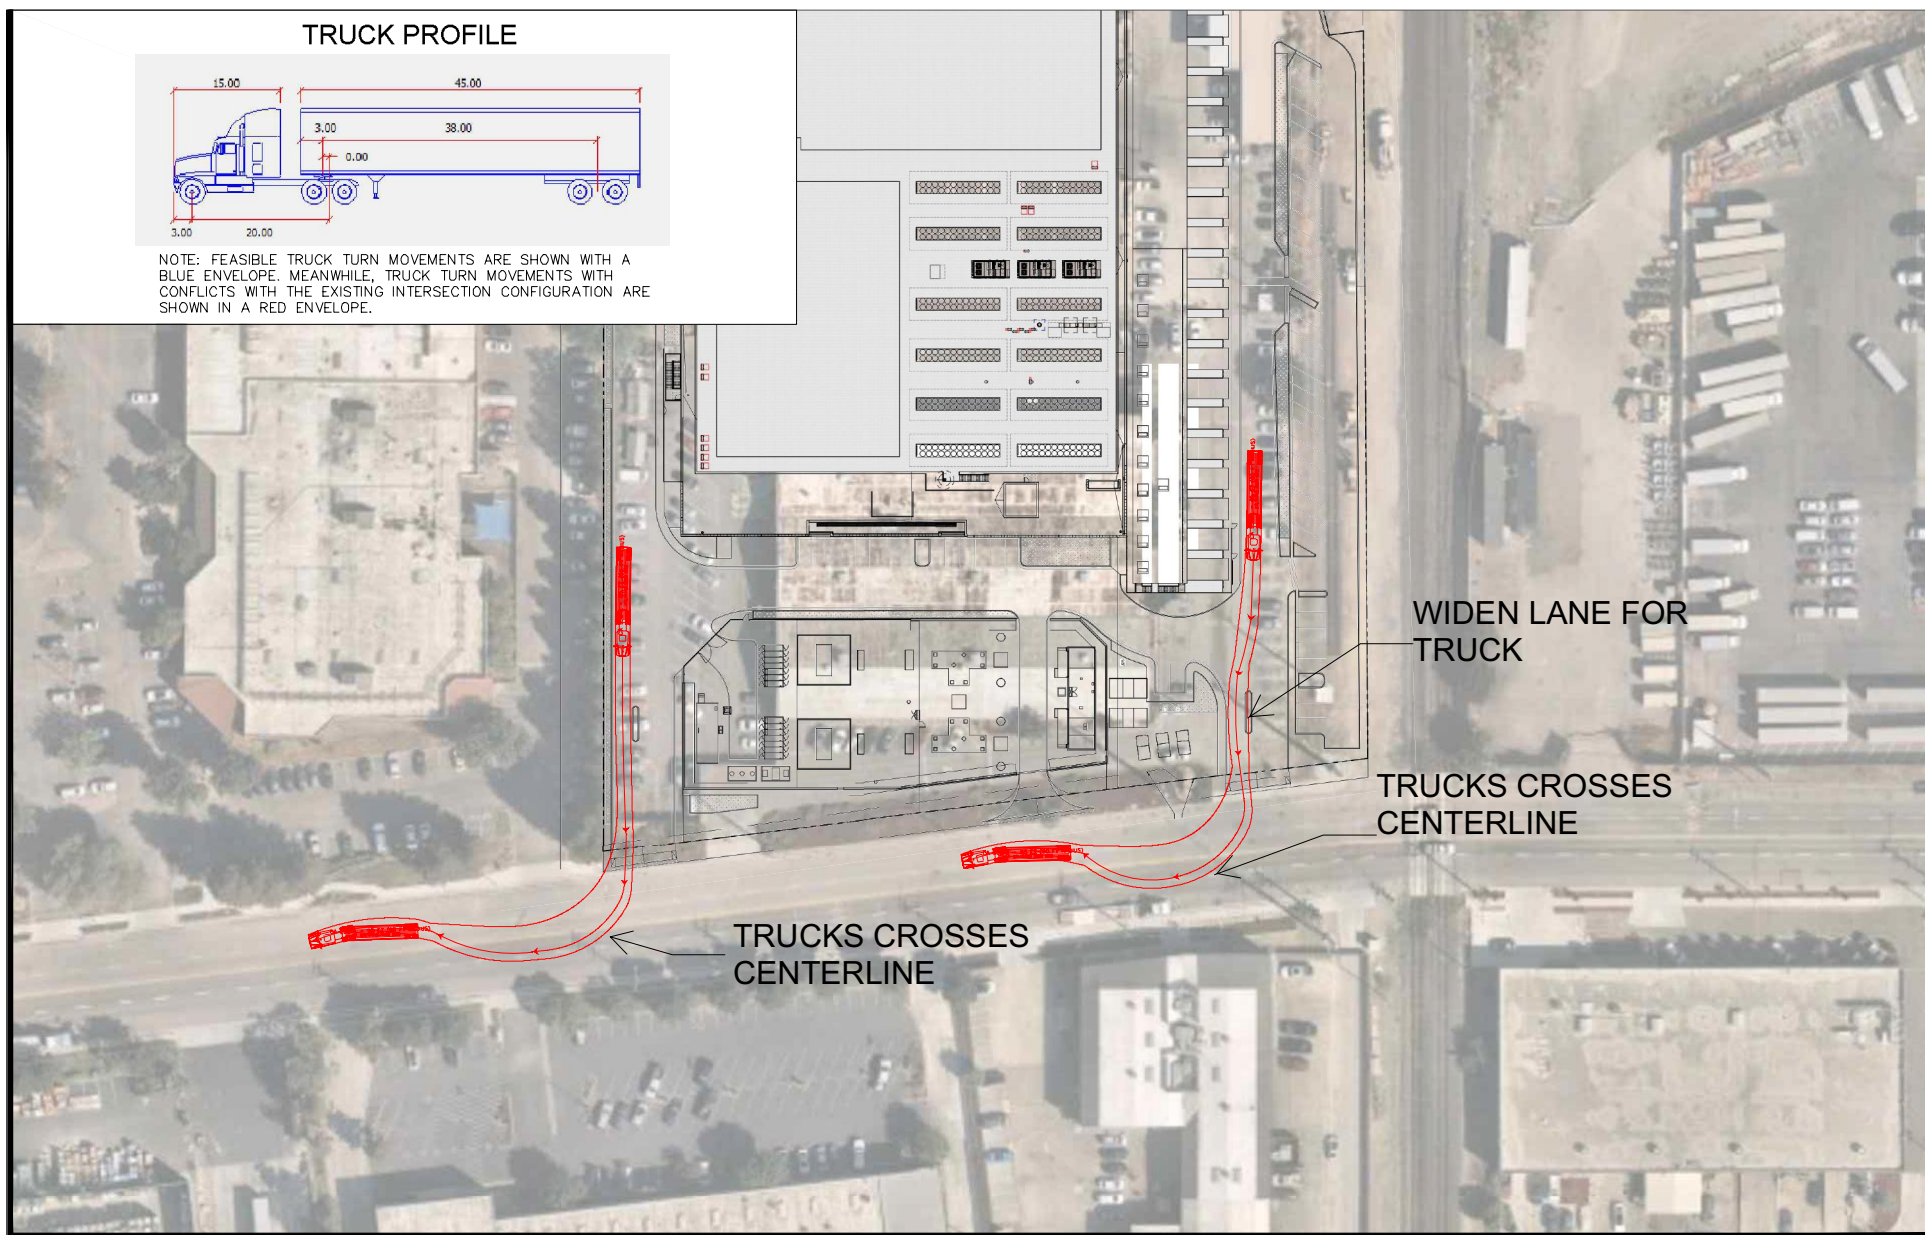 TRUCK PROFILE
15.00
45.00
3.00
38.00
0.00
3.00
20.00
NOTE: FEASIBLE TRUCK TURN MOVEMENTS ARE SHOWN WITH A
BLUE ENVELOPE. MEANWHILE, TRUCK TURN MOVEMENTS WITH
CONFLICTS WITH THE EXISTING INTERSECTION CONFIGURATION ARE
SHOWN IN A RED ENVELOPE.
WIDEN LANE FOR
TRUCK
TRUCKS CROSSES
CENTERLINE
TRUCKS CROSSES
CENTERLINE